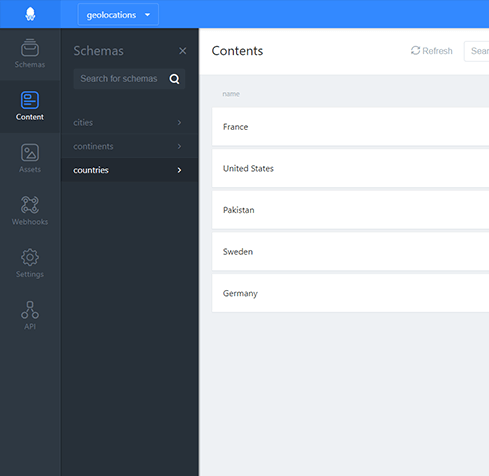 geolocations
Schemas
Content
Assets
Webhooks
Settings
API
Schemas
Search for schemas
cities
continents
countries
Contents
Refresh
Sear
name
France
United States
Pakistan
Sweden
Germany